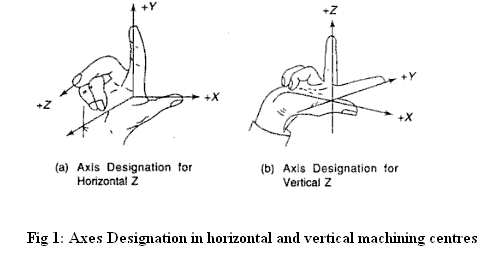 +Y
+Z
+X
(a) Axis Designation for
Horizontal Z
+Z
+Y
+X
(b) Axis Designation for
Vertical Z
Fig 1: Axes Designation in horizontal and vertical machining centres